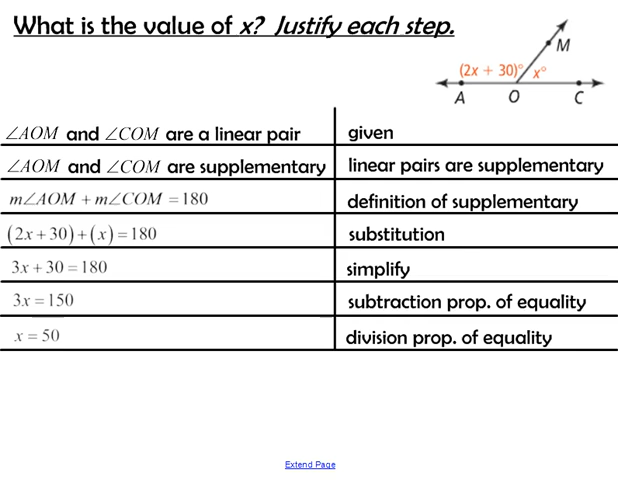 What is the value of x? Justify each step.
M
(2x + 30)° x°
A O C
∠AOM and ∠COM are a linear pair given
∠AOM and ∠COM are supplementary linear pairs are supplementary
m∠AOM + m∠COM = 180 definition of supplementary
(2x + 30) + (x) = 180 substitution
3x + 30 = 180 simplify
3x = 150 subtraction prop. of equality
x = 50 division prop. of equality
Extend Page